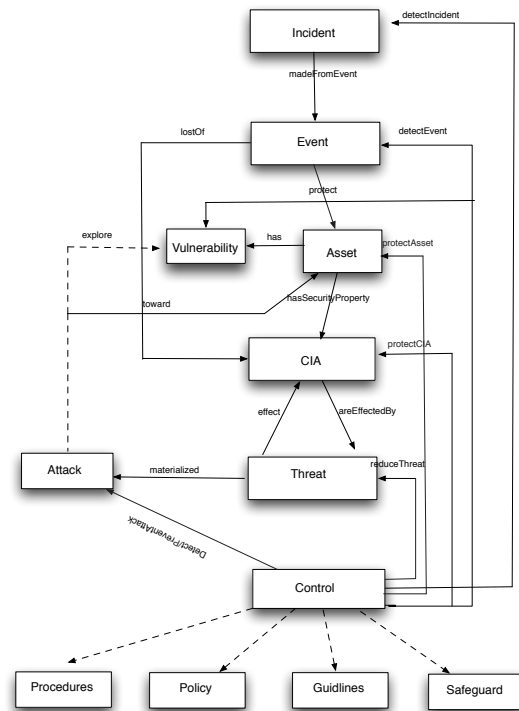 detectIncident
Incident
madeFromEvent
lostOf
detectEvent
Event
protect
explore
has
Vulnerability
Asset
protectAsset
toward
hasSecurityProperty
protectCIA
CIA
effect
areEffectedBy
Attack
materialized
Threat
reduceThreat
Detect/PreventAttack
Control
Procedures
Policy
Guidlines
Safeguard